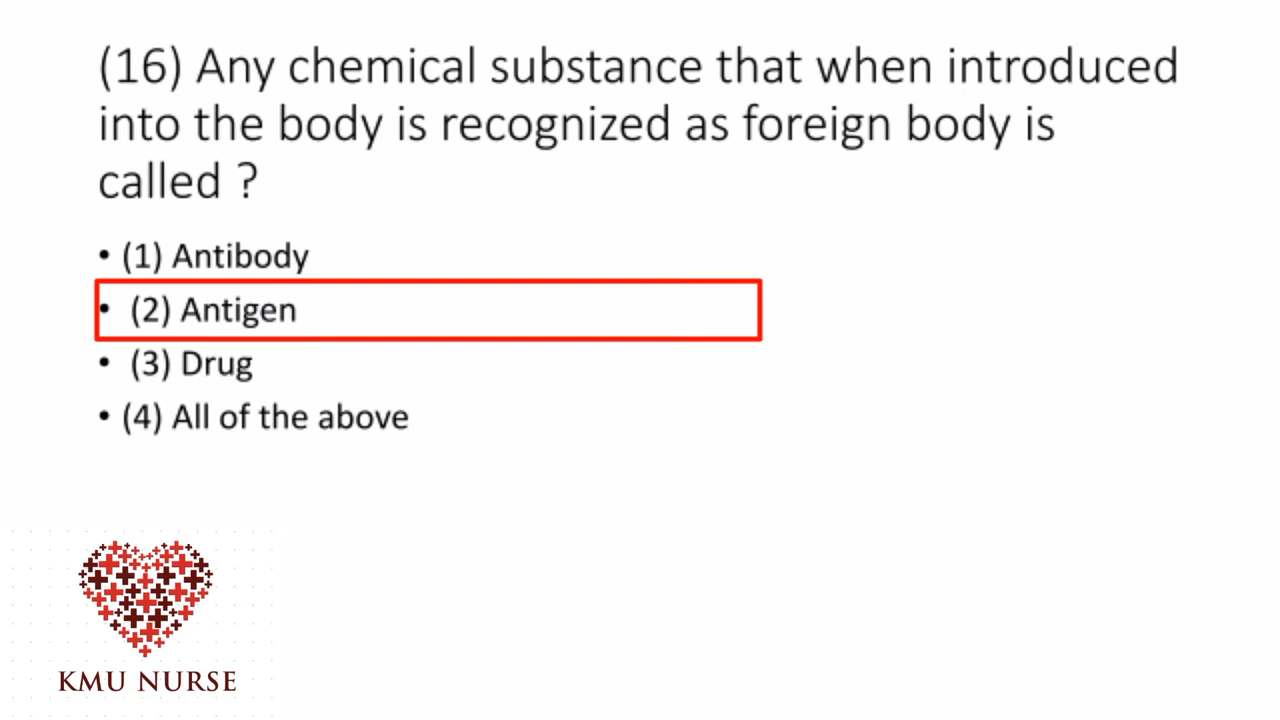 (16) Any chemical substance that when introduced
into the body is recognized as foreign body is
called ?
• (1) Antibody
• (2) Antigen
• (3) Drug
• (4) All of the above
KMU NURSE